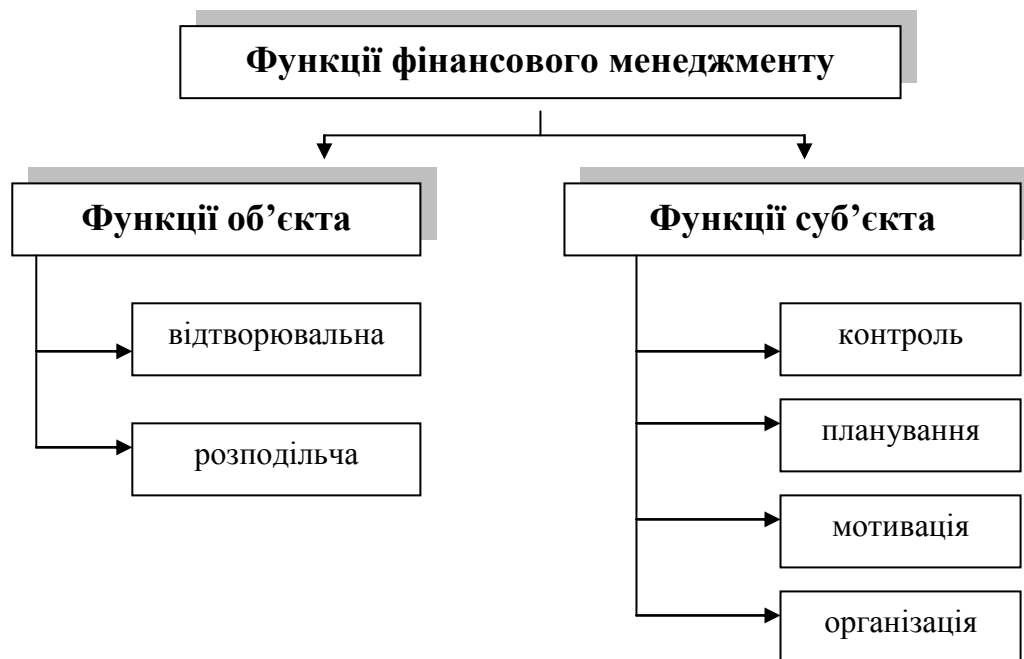 Функції фінансового менеджменту
Функції об’єкта
відтворювальна
розподільча
Функції суб’єкта
контроль
планування
мотивація
організація